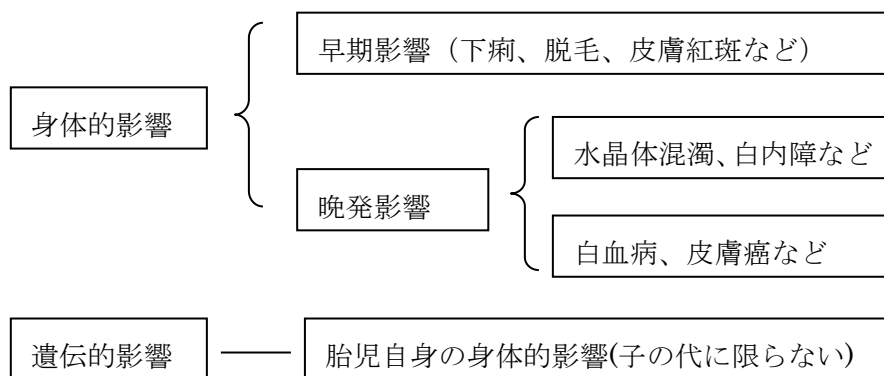 早期影響（下痢、脱毛、皮膚紅斑など）
身体的影響
水晶体混濁、白内障など
晩発影響
白血病、皮膚癌など
遺伝的影響
胎児自身の身体的影響(子の代に限らない)